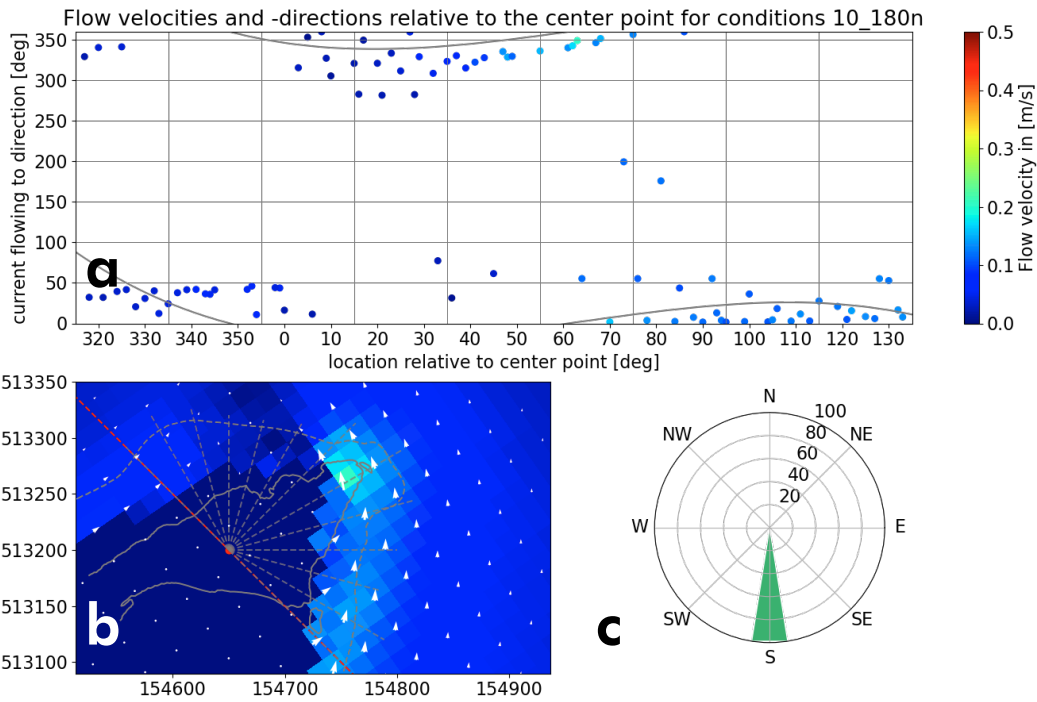 Flow velocities and -directions relative to the center point for conditions 10_180n
current flowing to direction [deg]
350
300
250
200
150
100
50
0
a
320 330 340 350 0 10 20 30 40 50 60 70 80 90 100 110 120 130
location relative to center point [deg]
0.5
0.4
0.3
0.2
0.1
0.0
Flow velocity in [m/s]
513350
513300
513250
513200
513150
513100
b
154600 154700 154800 154900
N
NE
E
SE
S
SW
W
NW
100
80
60
40
20
c